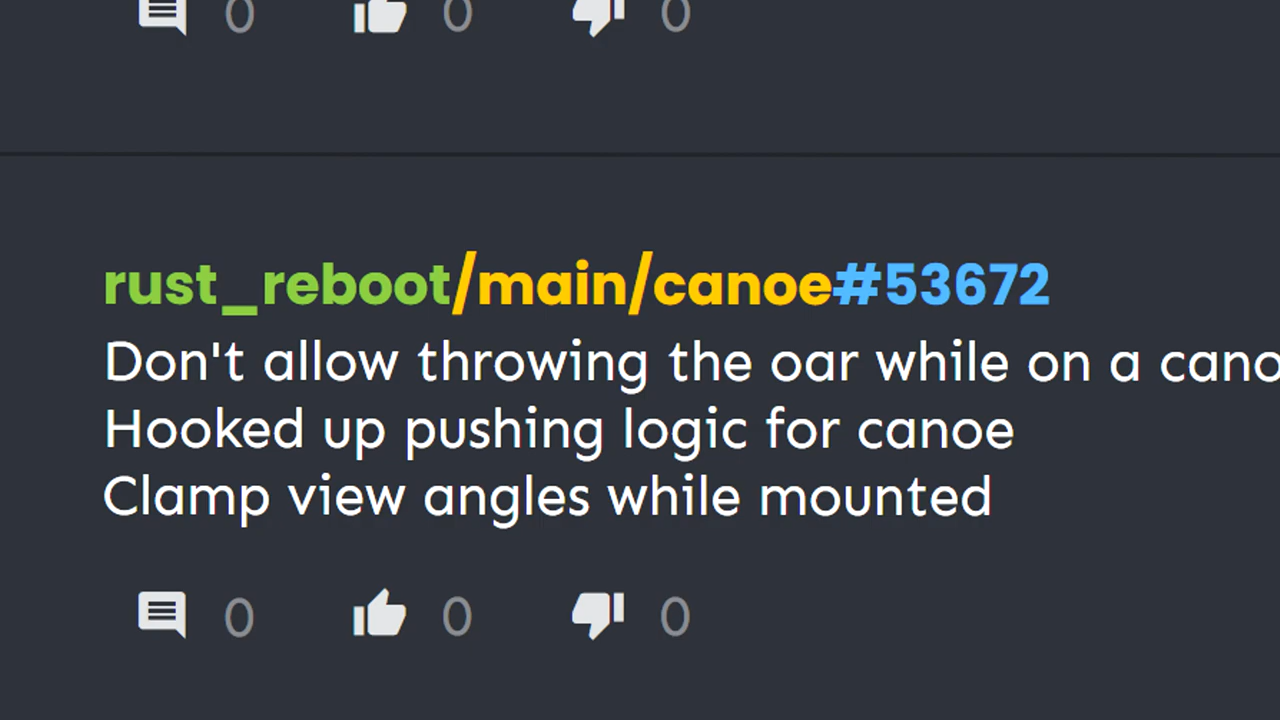 0 0 0
rust_reboot/main/canoe#53672
Don't allow throwing the oar while on a
Hooked up pushing logic for canoe
Clamp view angles while mounted
0 0 0